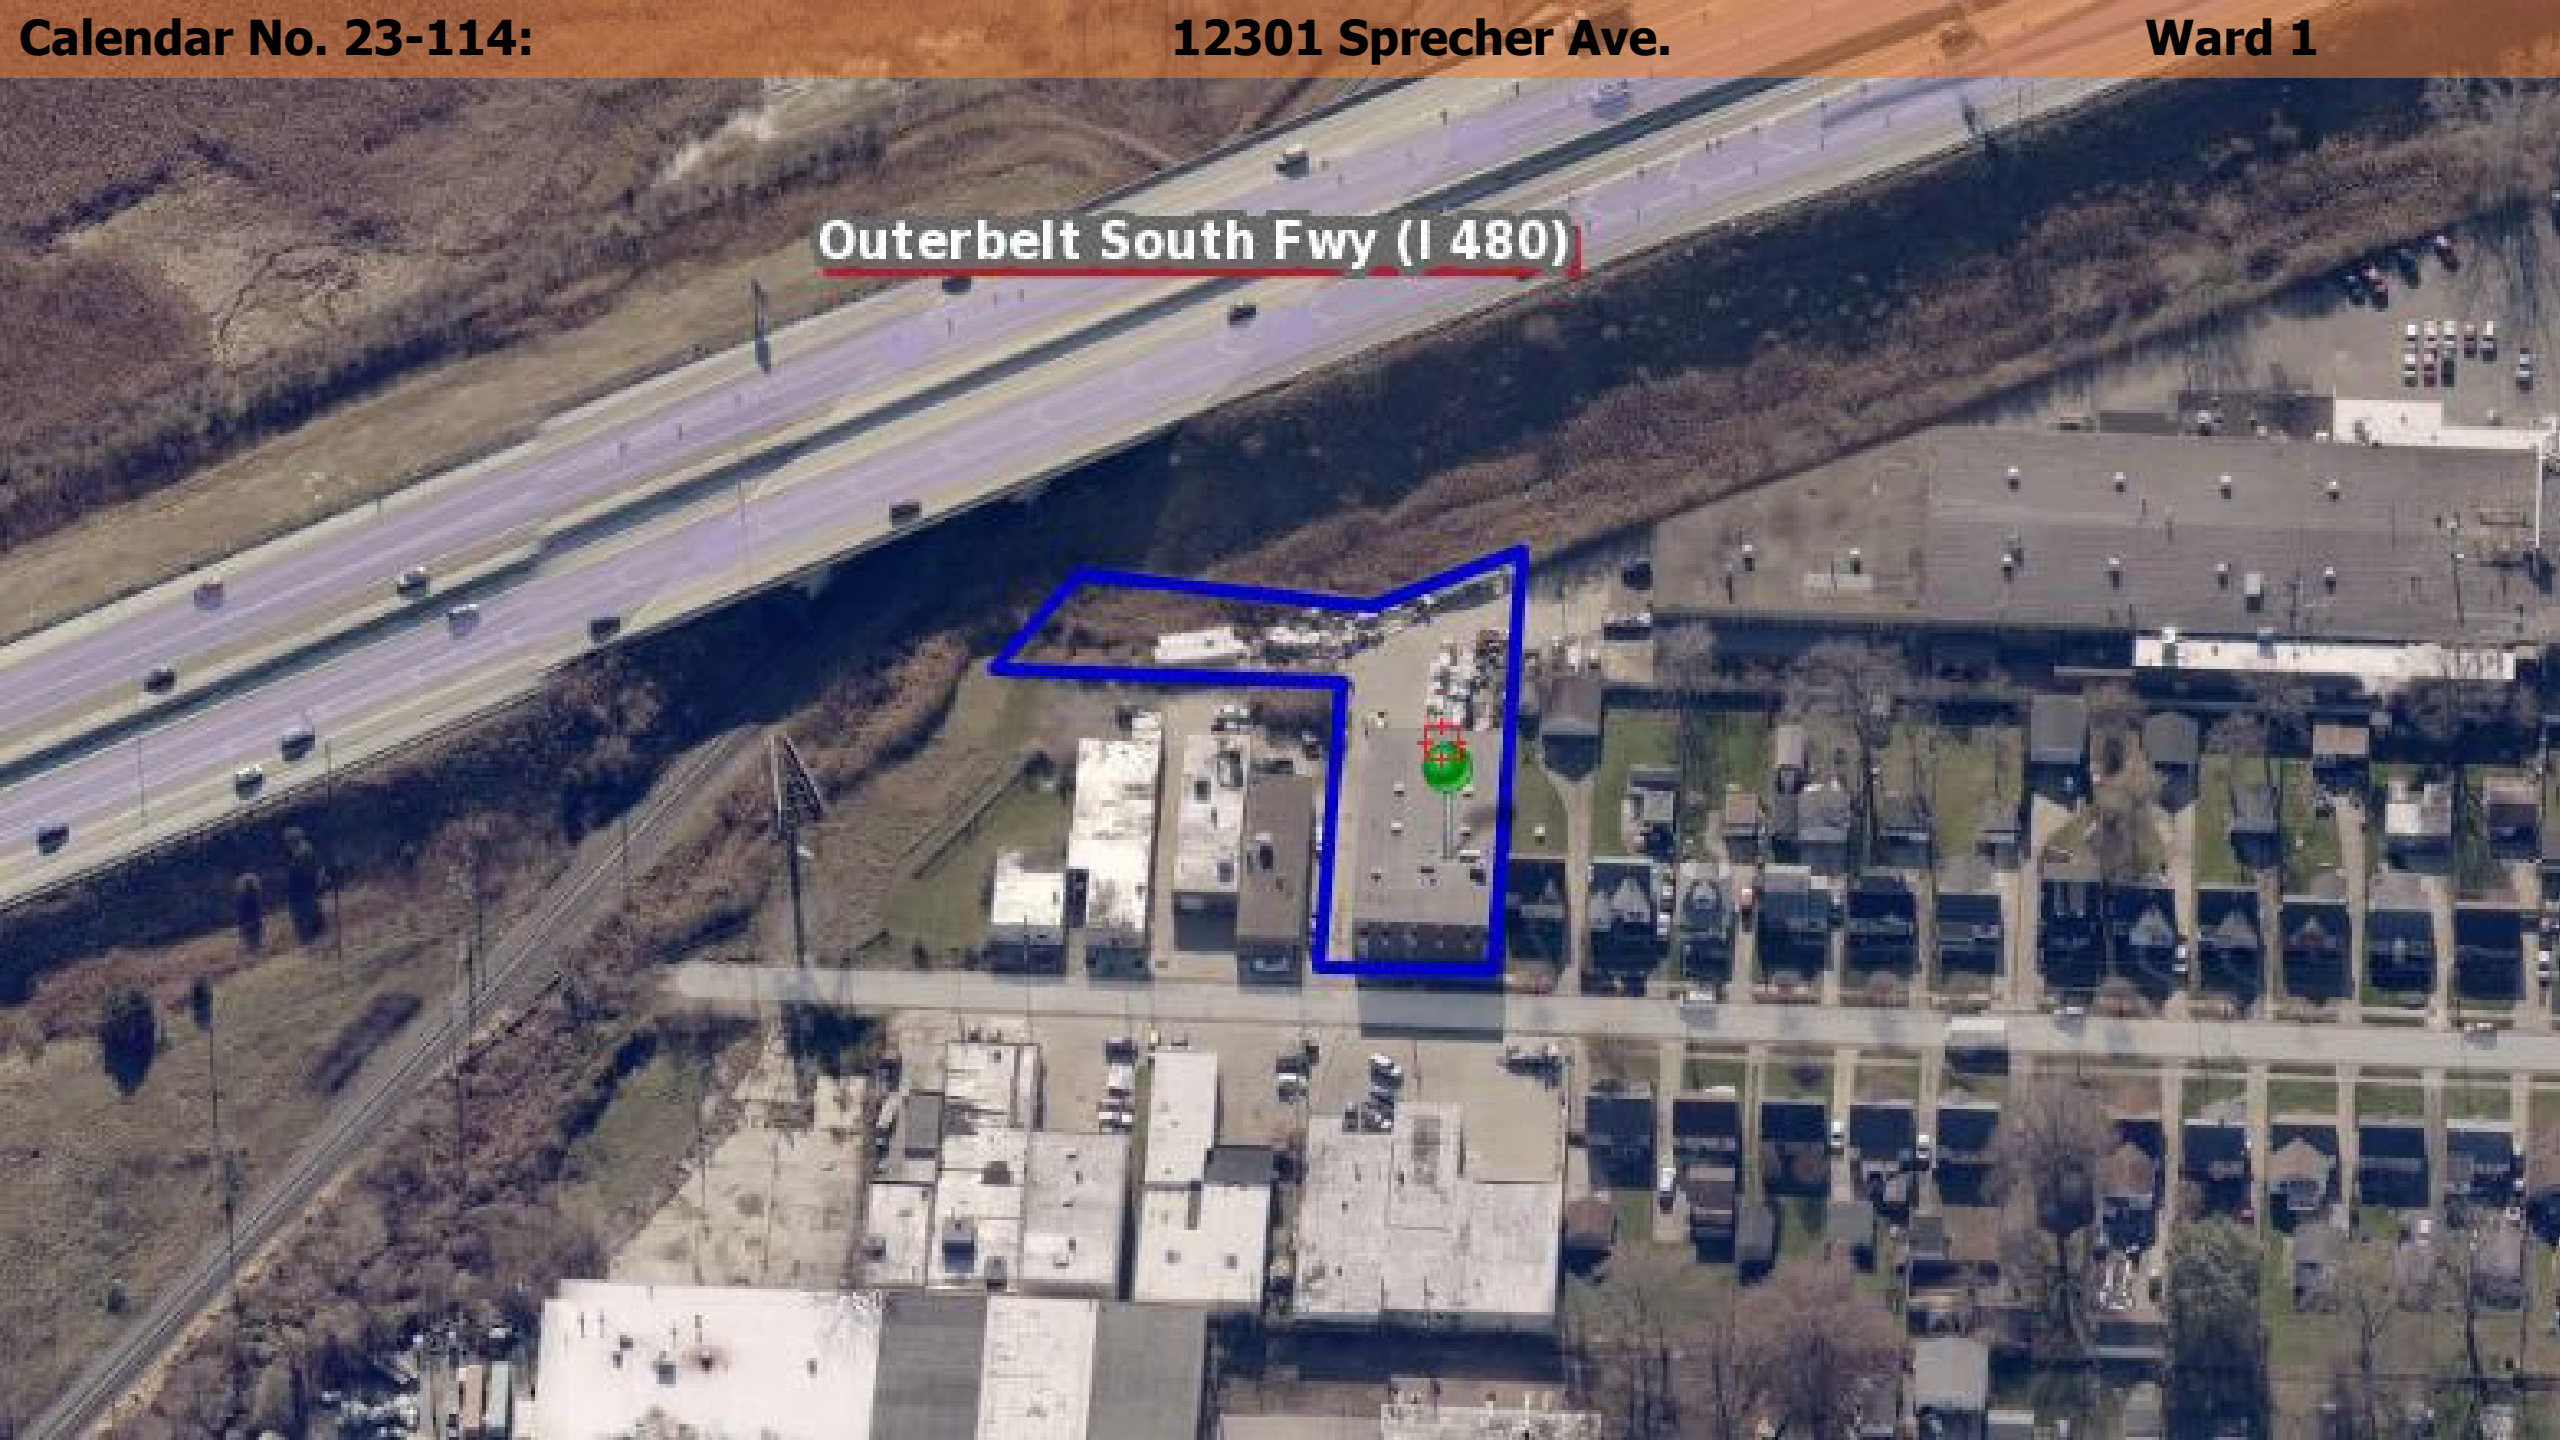 Calendar No. 23-114:
12301 Sprecher Ave.
Ward 1
Outerbelt South Fwy (I 480)